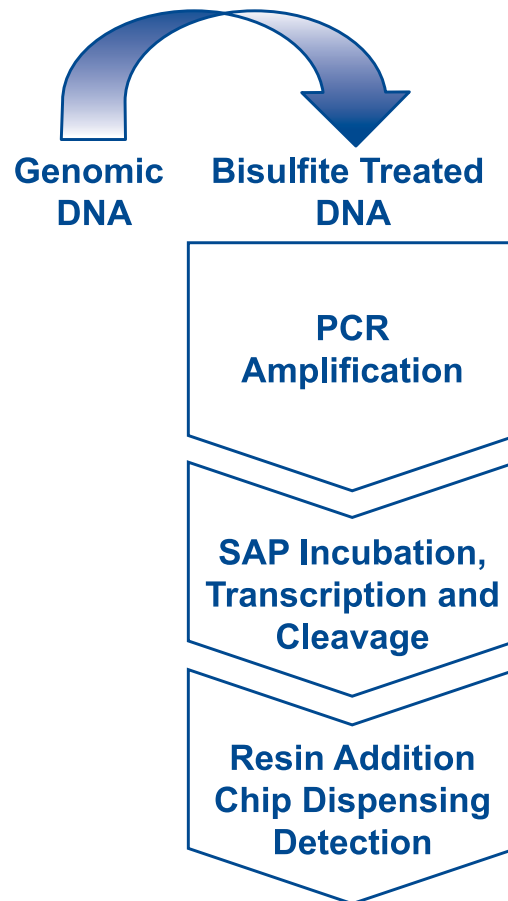 Genomic
DNA
Bisulfite Treated
DNA
PCR
Amplification
SAP Incubation,
Transcription and
Cleavage
Resin Addition
Chip Dispensing
Detection